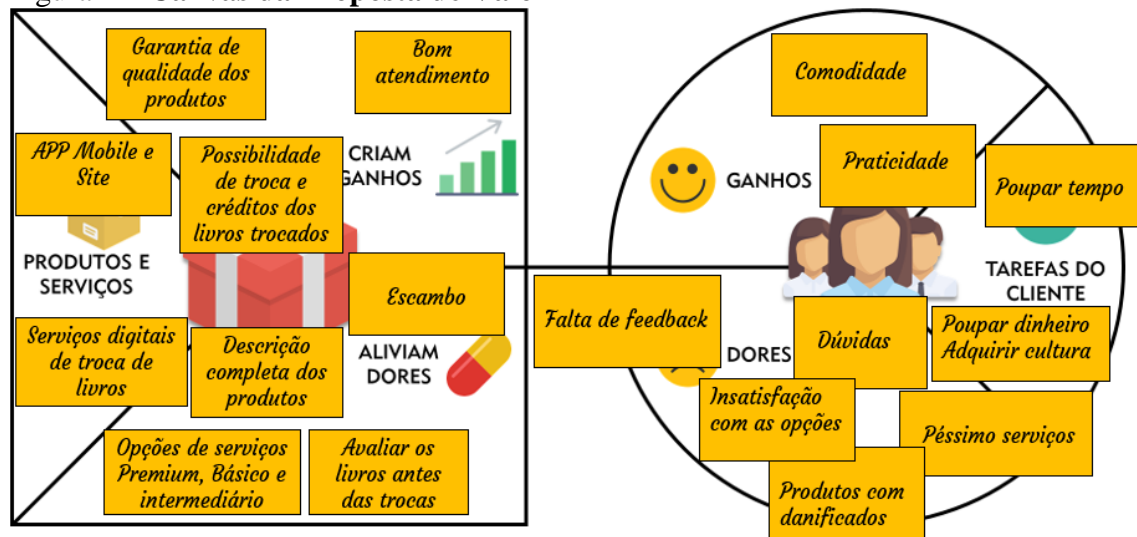 Garantia de
qualidade dos
produtos
Bom
atendimento
APP Mobile e
Site
Possibilidade
de troca e
créditos dos
livros trocados
CRIAM
GANHOS
PRODUTOS E
SERVIÇOS
Escambo
Serviços digitais
de troca de
livros
Descrição
completa dos
produtos
ALIVIAM
DORES
Opções de serviços
Premium, Básico e
intermediário
Avaliar os
livros antes
das trocas
Comodidade
Praticidade
GANHOS
Poupar tempo
TAREFAS DO
CLIENTE
Falta de feedback
DORES
Dúvidas
Poupar dinheiro
Adquirir cultura
Insatisfação
com as opções
Péssimo serviços
Produtos com
danificados